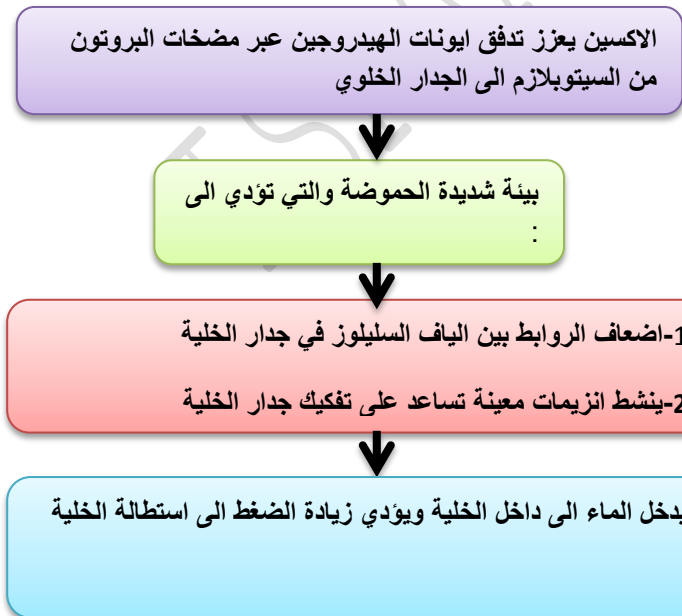 الاكسين يعزز تدفق ايونات الهيدروجين عبر مضخات البروتون
من السيتوبلازم الى الجدار الخلوي
بيئة شديدة الحموضة والتي تؤدي الى
:
1-اضعاف الروابط بين الياف السليلوز في جدار الخلية
2-ينشط انزيمات معينة تساعد على تفكيك جدار الخلية
يدخل الماء الى داخل الخلية ويؤدي زيادة الضغط الى استطالة الخلية